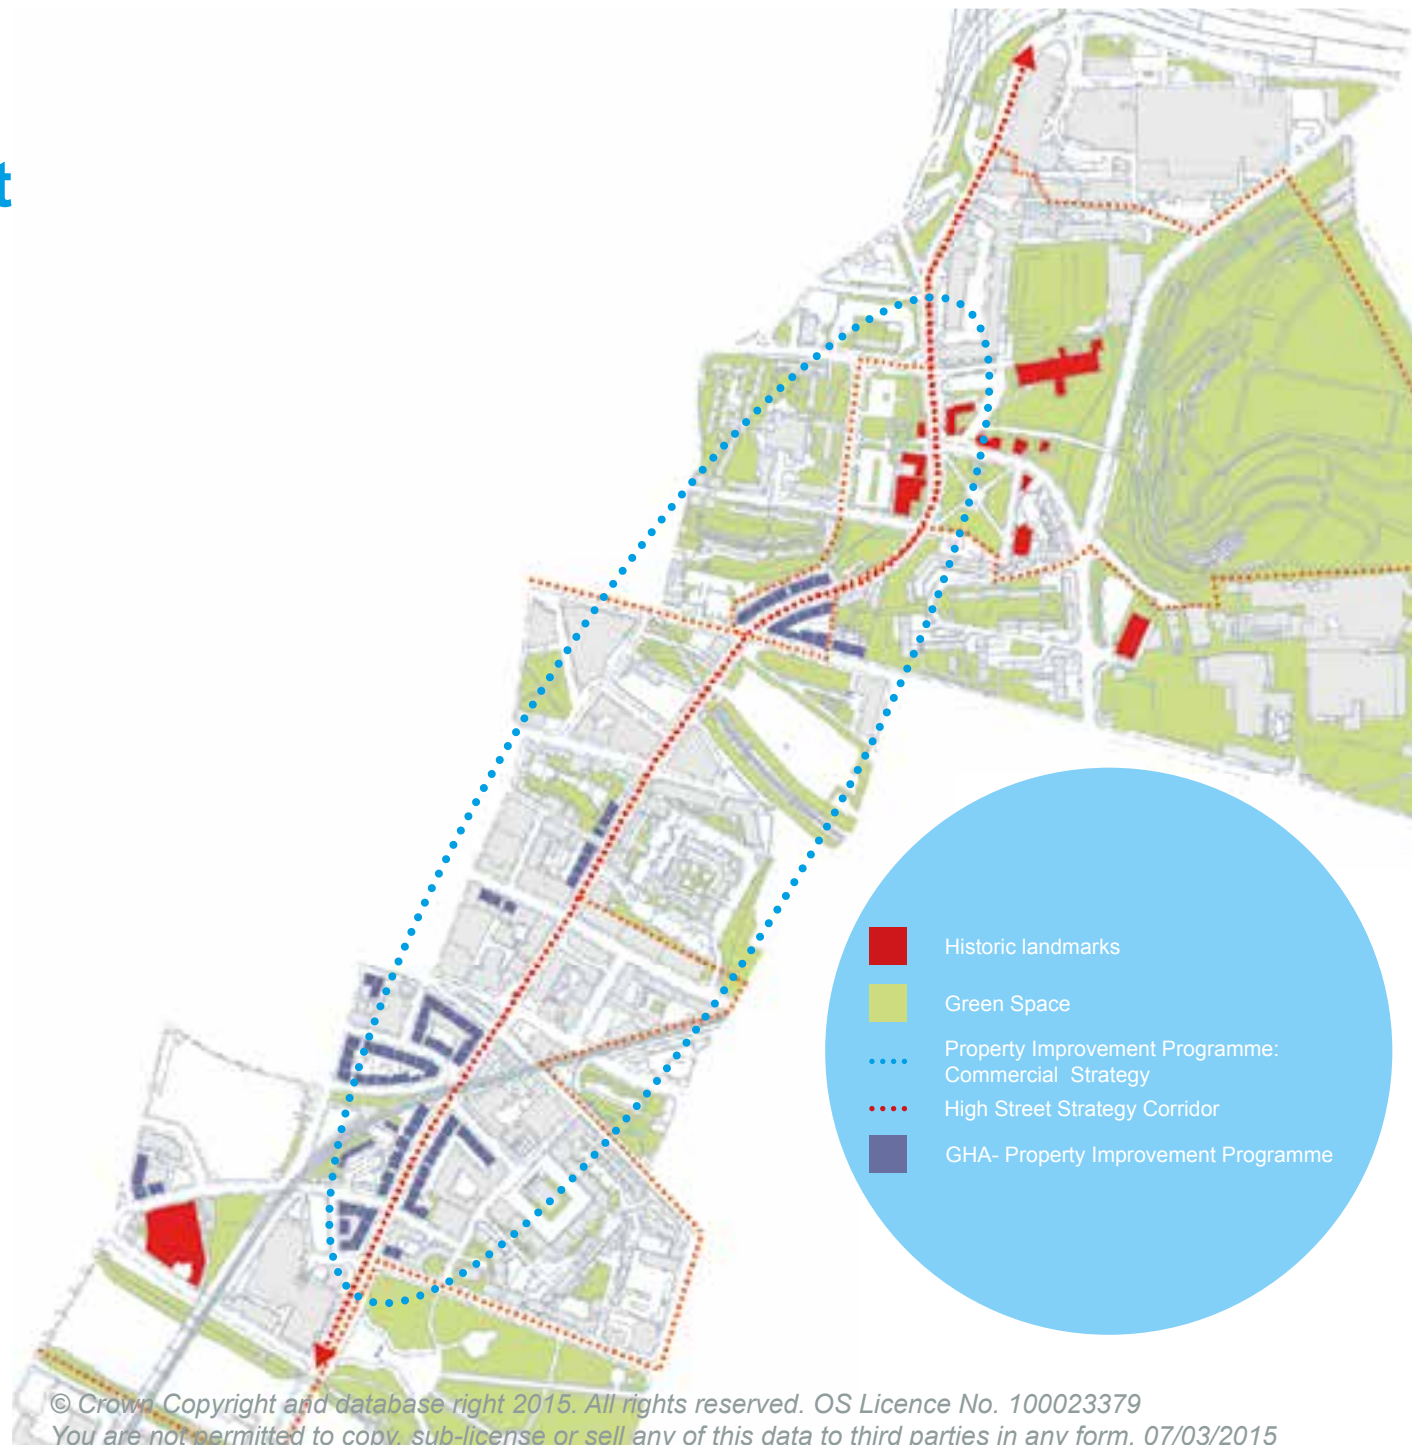 t
Historic landmarks
Green Space
Property Improvement Programme:
Commercial Strategy
High Street Strategy Corridor
GHA- Property Improvement Programme
© Crown Copyright and database right 2015. All rights reserved. OS Licence No. 100023379
You are not permitted to copy, sub-license or sell any of this data to third parties in any form. 07/03/2015